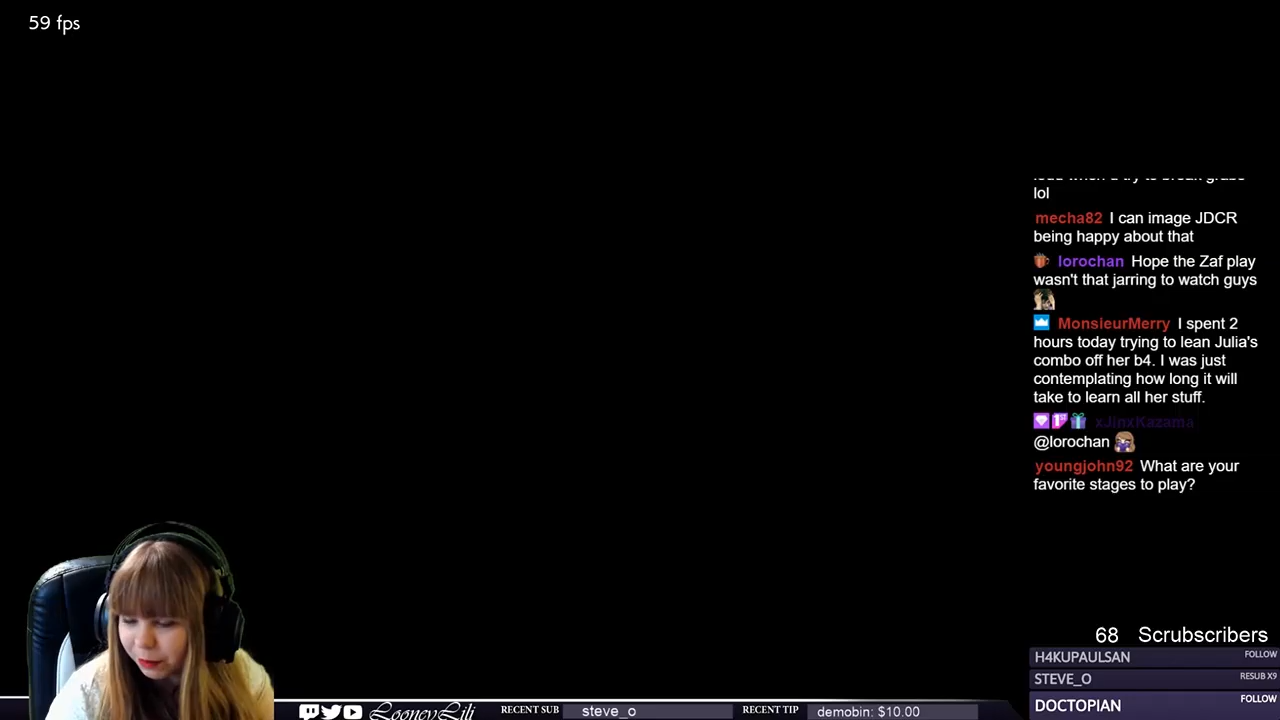 59 fps
lol
mecha82 I can image JDCR
being happy about that
lorochan Hope the Zaf play
wasn't that jarring to watch guys
MonsieurMerry I spent 2
hours today trying to lean Julia's
combo off her b4. I was just
contemplating how long it will
take to learn all her stuff.
xJinxKazama
@lorochan
youngjohn92 What are your
favorite stages to play?
68 Scrubscribers
H4KUPAULSAN FOLLOW
STEVE_O RESUB X9
DOCTOPIAN FOLLOW
LooneyLili RECENT SUB steve_o RECENT TIP demobin: $10.00